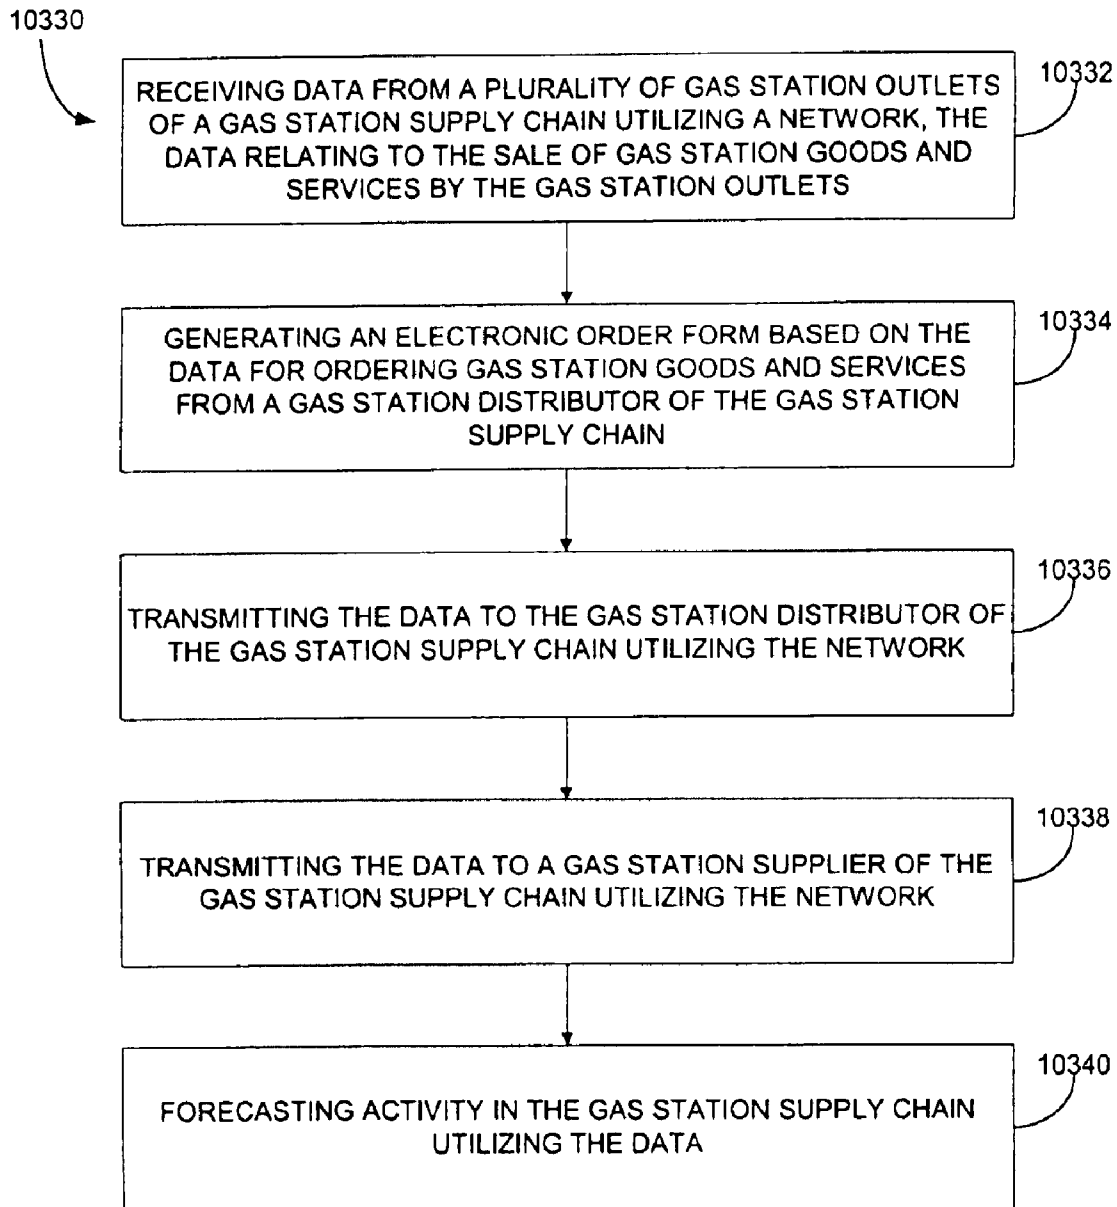 10330
RECEIVING DATA FROM A PLURALITY OF GAS STATION OUTLETS
OF A GAS STATION SUPPLY CHAIN UTILIZING A NETWORK, THE
DATA RELATING TO THE SALE OF GAS STATION GOODS AND
SERVICES BY THE GAS STATION OUTLETS
10332
GENERATING AN ELECTRONIC ORDER FORM BASED ON THE
DATA FOR ORDERING GAS STATION GOODS AND SERVICES
FROM A GAS STATION DISTRIBUTOR OF THE GAS STATION
SUPPLY CHAIN
10334
TRANSMITTING THE DATA TO THE GAS STATION DISTRIBUTOR OF
THE GAS STATION SUPPLY CHAIN UTILIZING THE NETWORK
10336
TRANSMITTING THE DATA TO A GAS STATION SUPPLIER OF THE
GAS STATION SUPPLY CHAIN UTILIZING THE NETWORK
10338
FORECASTING ACTIVITY IN THE GAS STATION SUPPLY CHAIN
UTILIZING THE DATA
10340